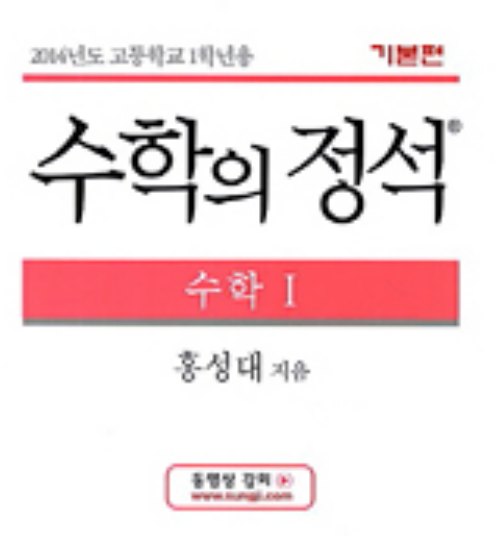 2014년도 고등학교 1학년용 기본편
수학의 정석®
수학 I
홍성대 지음
동영상 강의
www.sungji.com